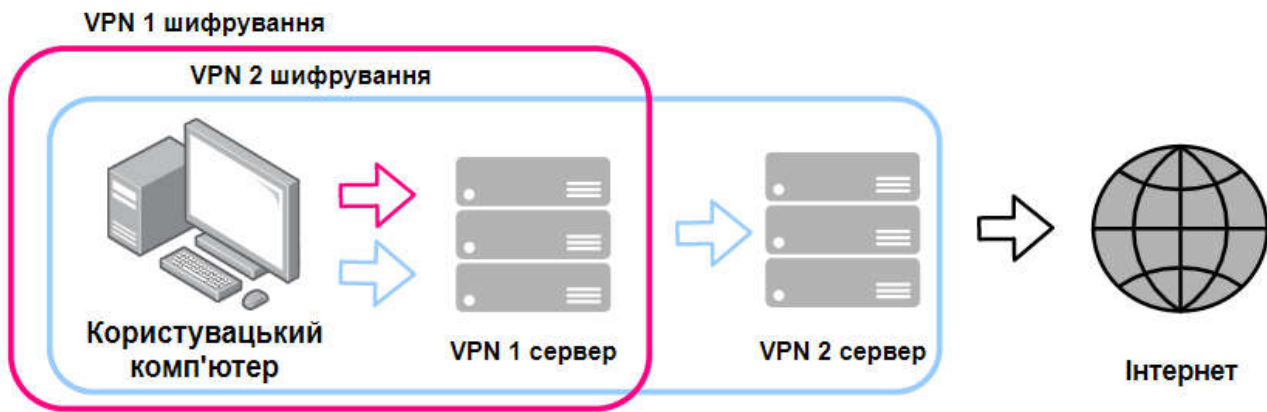 VPN 1 шифрування
VPN 2 шифрування
Користувацький
комп'ютер
VPN 1 сервер
VPN 2 сервер
Інтернет